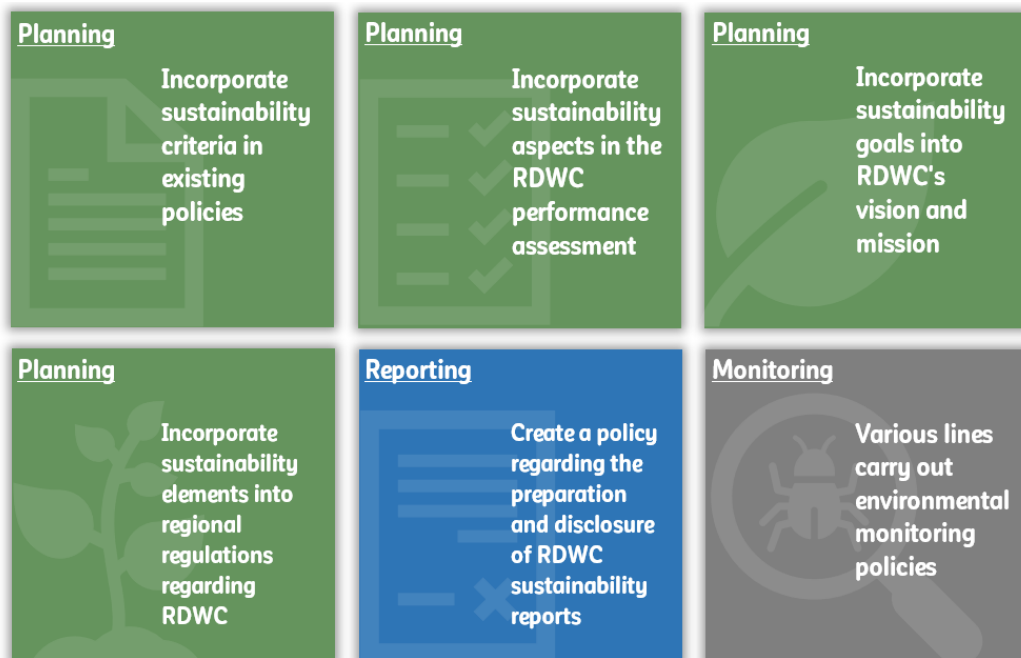 Planning
Incorporate
sustainability
criteria in
existing
policies
Planning
Incorporate
sustainability
aspects in the
RDWC
performance
assessment
Planning
Incorporate
sustainability
goals into
RDWC's
vision and
mission
Planning
Incorporate
sustainability
elements into
regional
regulations
regarding
RDWC
Reporting
Create a policy
regarding the
preparation
and disclosure
of RDWC
sustainability
reports
Monitoring
Various lines
carry out
environmental
monitoring
policies